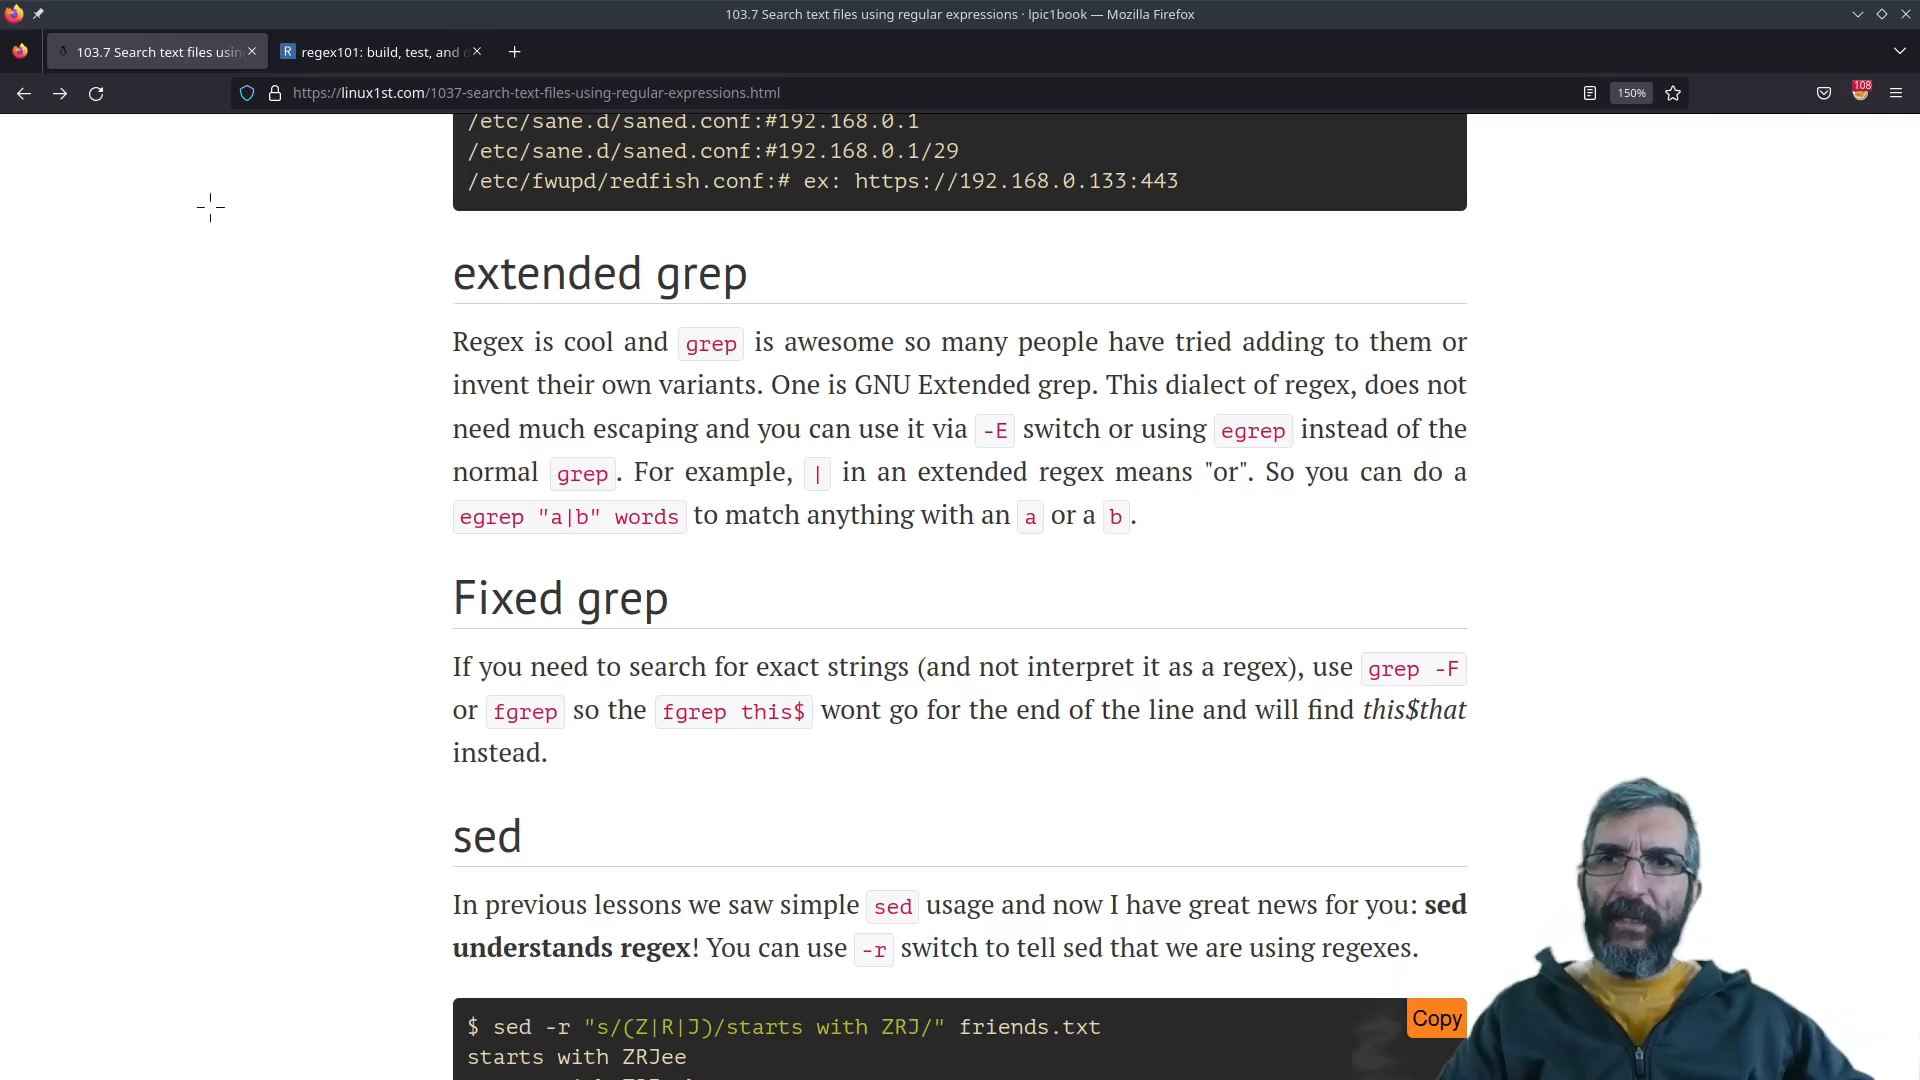 103.7 Search text files using regular expressions · lpic1book — Mozilla Firefox
103.7 Search text files usin
regex101: build, test, and d
https://linux1st.com/1037-search-text-files-using-regular-expressions.html
150%
108
/etc/sane.d/saned.conf:#192.168.0.1
/etc/sane.d/saned.conf:#192.168.0.1/29
/etc/fwupd/redfish.conf:# ex: https://192.168.0.133:443
extended grep
Regex is cool and grep is awesome so many people have tried adding to them or
invent their own variants. One is GNU Extended grep. This dialect of regex, does not
need much escaping and you can use it via -E switch or using egrep instead of the
normal grep. For example, | in an extended regex means "or". So you can do a
egrep "a|b" words to match anything with an a or a b.
Fixed grep
If you need to search for exact strings (and not interpret it as a regex), use grep -F
or fgrep so the fgrep this$ wont go for the end of the line and will find this$that
instead.
sed
In previous lessons we saw simple sed usage and now I have great news for you: sed
understands regex! You can use -r switch to tell sed that we are using regexes.
Copy
$ sed -r "s/(Z|R|J)/starts with ZRJ/" friends.txt
starts with ZRJee